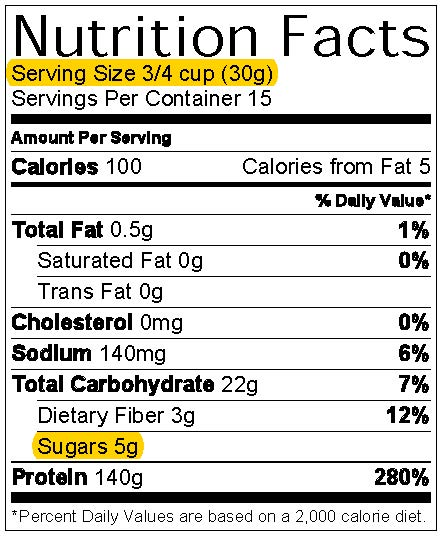 Nutrition Facts
Serving Size 3/4 cup (30g)
Servings Per Container 15
Amount Per Serving
Calories 100 Calories from Fat 5
% Daily Value*
Total Fat 0.5g 1%
Saturated Fat 0g 0%
Trans Fat 0g
Cholesterol 0mg 0%
Sodium 140mg 6%
Total Carbohydrate 22g 7%
Dietary Fiber 3g 12%
Sugars 5g
Protein 140g 280%
*Percent Daily Values are based on a 2,000 calorie diet.